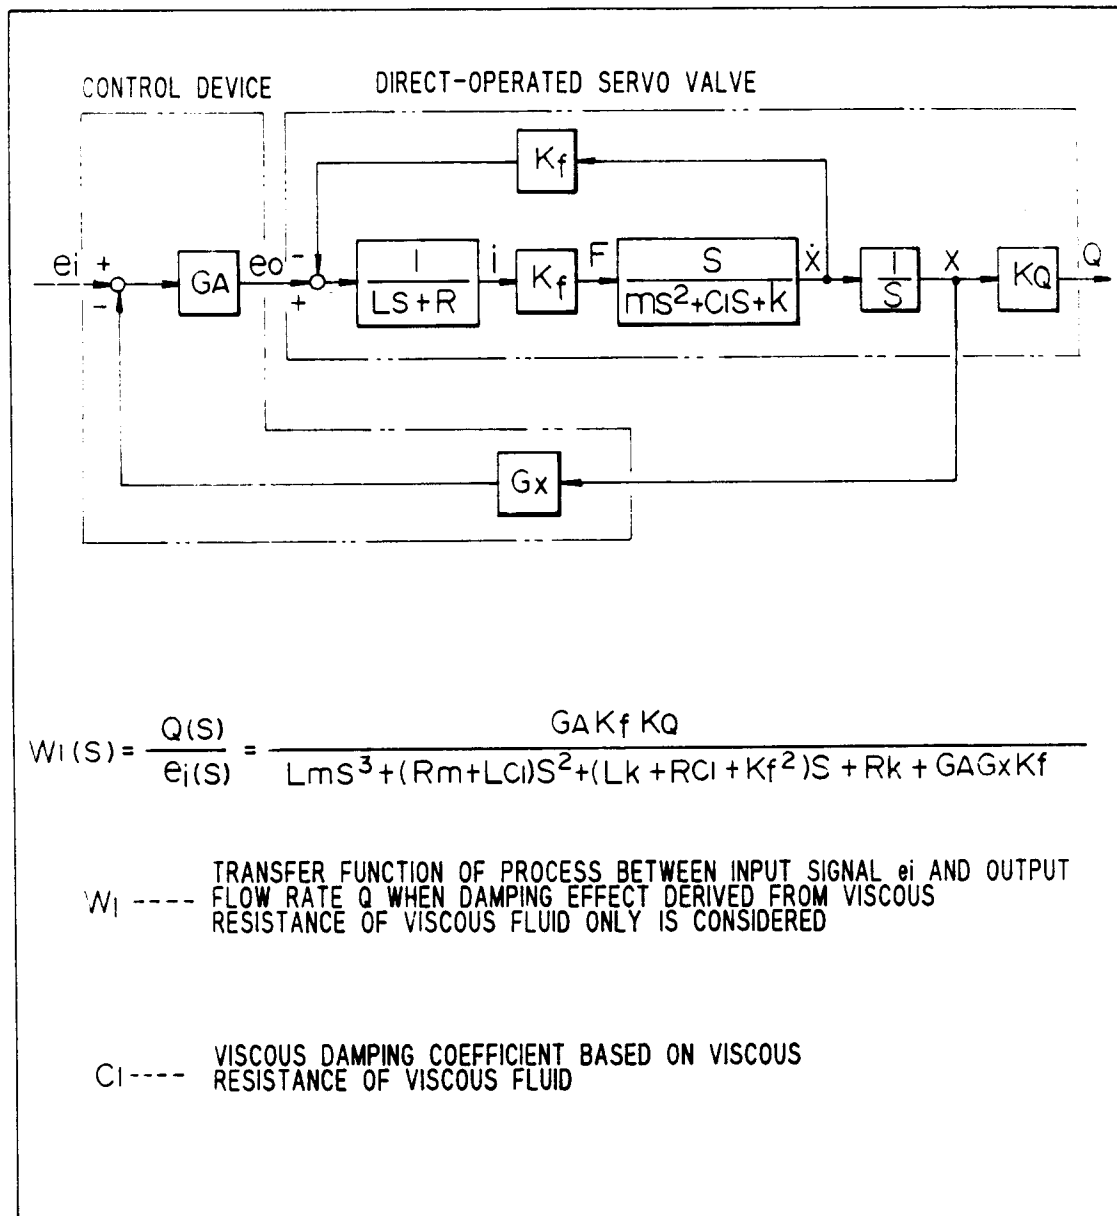 CONTROL DEVICE
DIRECT-OPERATED SERVO VALVE
Kf
ei + - GA eo - + 1/(LS+R) i Kf F S/(mS²+C1S+k) ẋ 1/S X KQ Q
Gx
W1(S) = Q(S)/ei(S) = GAKfKQ/(LmS³+(Rm+LC1)S²+(Lk+RC1+Kf²)S+Rk+GAGxKf)
W1 ---- TRANSFER FUNCTION OF PROCESS BETWEEN INPUT SIGNAL ei AND OUTPUT
FLOW RATE Q WHEN DAMPING EFFECT DERIVED FROM VISCOUS
RESISTANCE OF VISCOUS FLUID ONLY IS CONSIDERED
C1 ---- VISCOUS DAMPING COEFFICIENT BASED ON VISCOUS
RESISTANCE OF VISCOUS FLUID